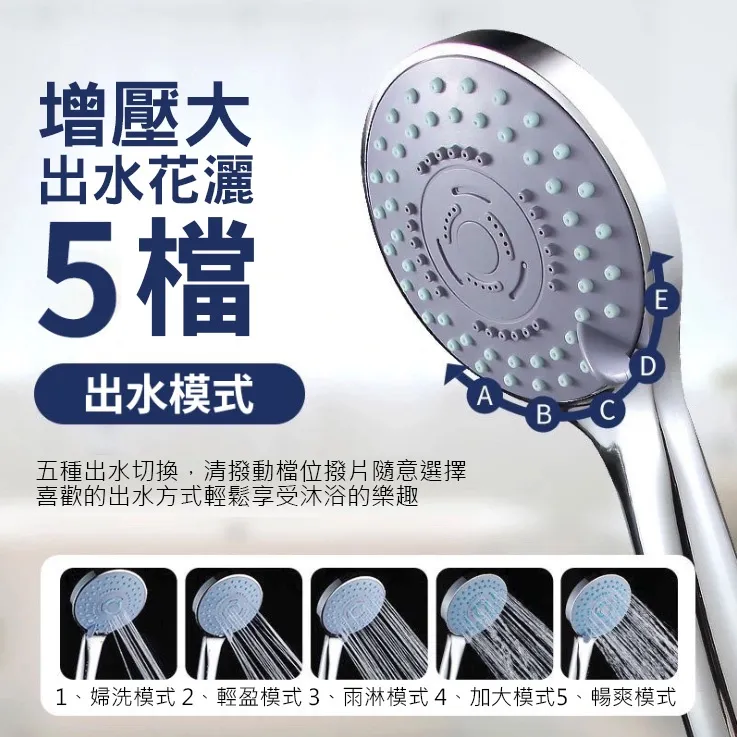 增壓大
出水花灑
5檔
出水模式
五種出水切換，清撥動檔位撥片隨意選擇
喜歡的出水方式輕鬆享受沐浴的樂趣
A
B
C
D
E
1、婦洗模式 2、輕盈模式 3、雨淋模式 4、加大模式5、暢爽模式